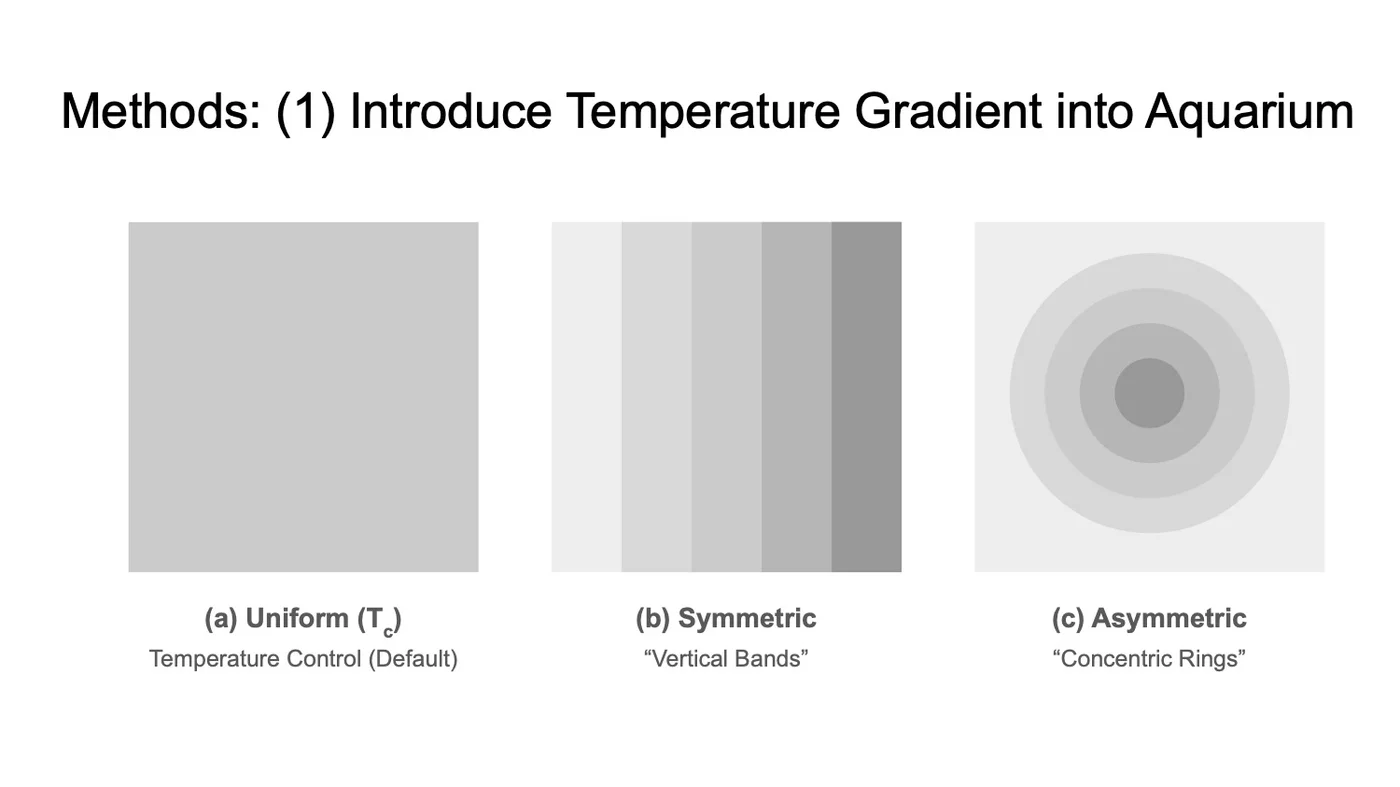 Methods: (1) Introduce Temperature Gradient into Aquarium
(a) Uniform (Tc)
Temperature Control (Default)
(b) Symmetric
“Vertical Bands”
(c) Asymmetric
“Concentric Rings”